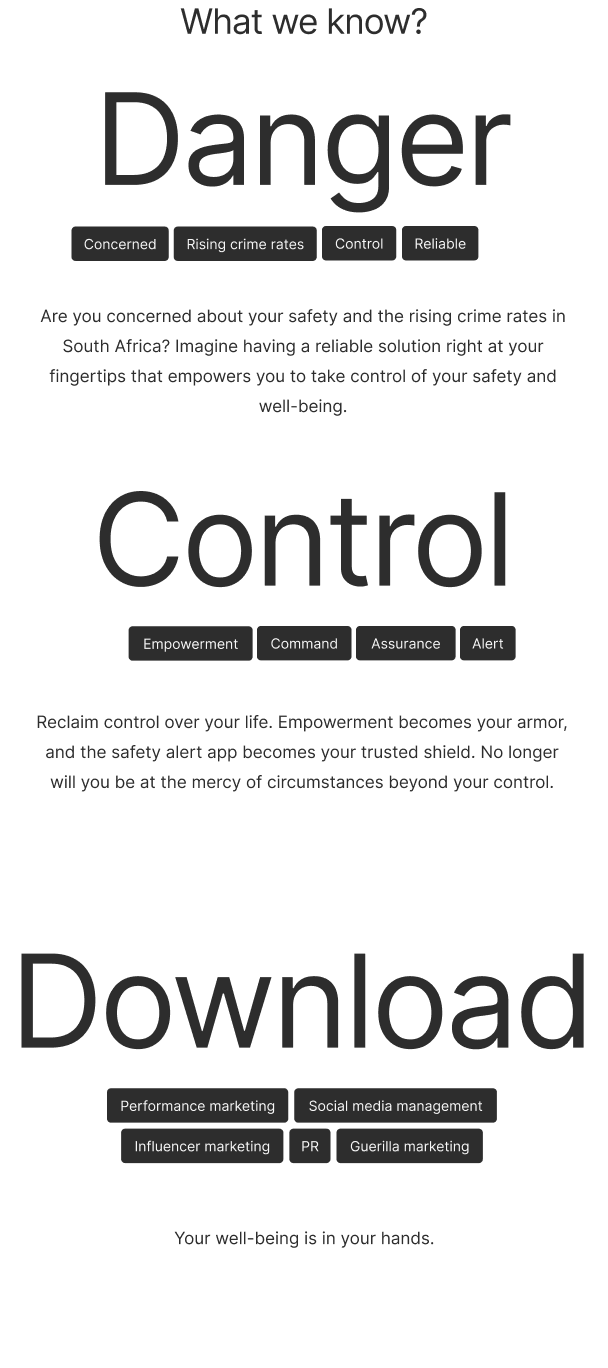 What we know?
Danger
Concerned Rising crime rates Control Reliable
Are you concerned about your safety and the rising crime rates in
South Africa? Imagine having a reliable solution right at your
fingertips that empowers you to take control of your safety and
well-being.
Control
Empowerment Command Assurance Alert
Reclaim control over your life. Empowerment becomes your armor,
and the safety alert app becomes your trusted shield. No longer
will you be at the mercy of circumstances beyond your control.
Download
Performance marketing Social media management
Influencer marketing PR Guerilla marketing
Your well-being is in your hands.